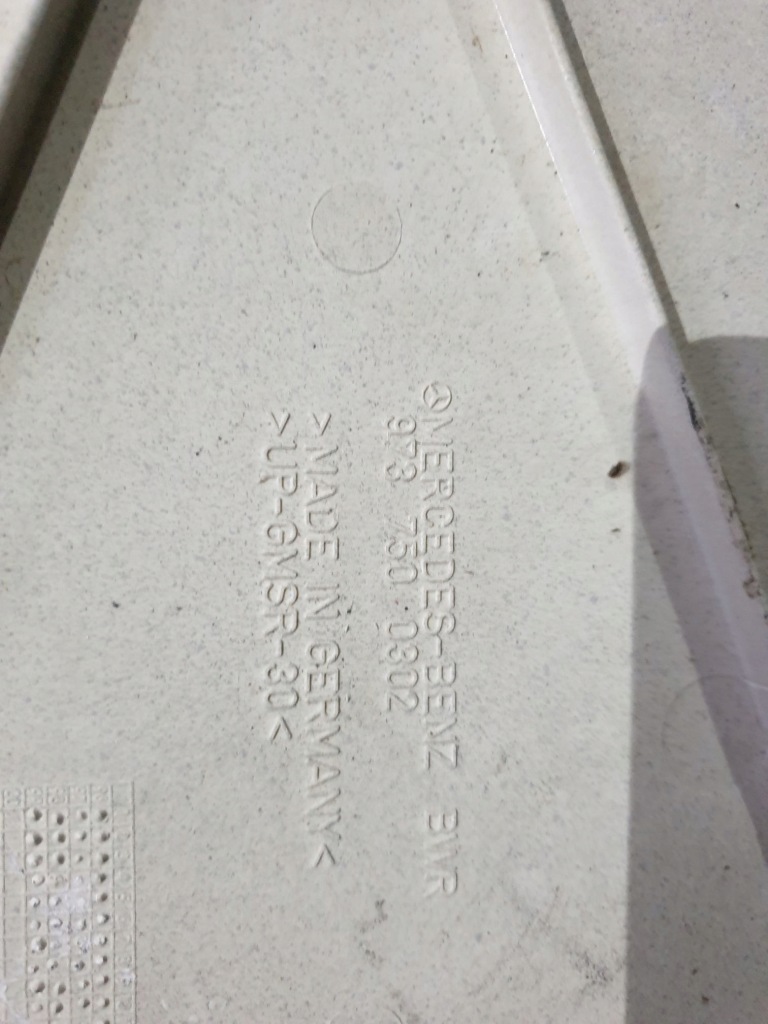 MERCEDES-BENZ BWR
973 750 0302
>MADE IN GERMANY<
>UP-GMSR-30<